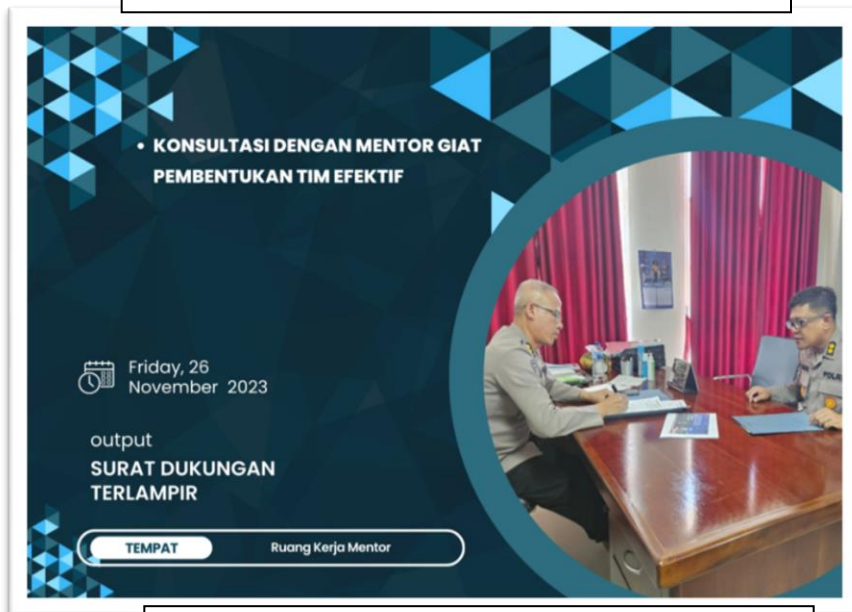 • KONSULTASI DENGAN MENTOR GIAT
PEMBENTUKAN TIM EFEKTIF
Friday, 26
November 2023
output
SURAT DUKUNGAN
TERLAMPIR
TEMPAT Ruang Kerja Mentor